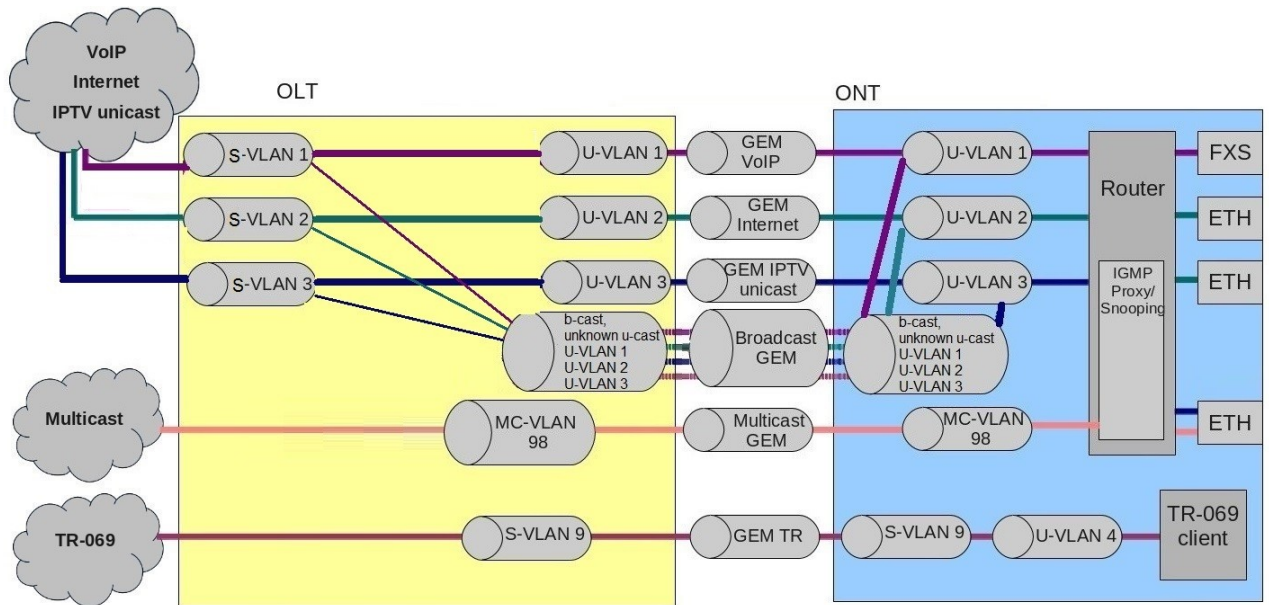 VoIP
Internet
IPTV unicast
OLT
ONT
S-VLAN 1
U-VLAN 1
GEM
VoIP
U-VLAN 1
Router
FXS
S-VLAN 2
U-VLAN 2
GEM
Internet
U-VLAN 2
ETH
S-VLAN 3
U-VLAN 3
GEM IPTV
unicast
U-VLAN 3
IGMP
Proxy/
Snooping
ETH
b-cast,
unknown u-cast
U-VLAN 1
U-VLAN 2
U-VLAN 3
Broadcast
GEM
b-cast,
unknown u-cast
U-VLAN 1
U-VLAN 2
U-VLAN 3
Multicast
MC-VLAN
98
Multicast
GEM
MC-VLAN
98
ETH
TR-069
S-VLAN 9
GEM TR
S-VLAN 9
U-VLAN 4
TR-069
client